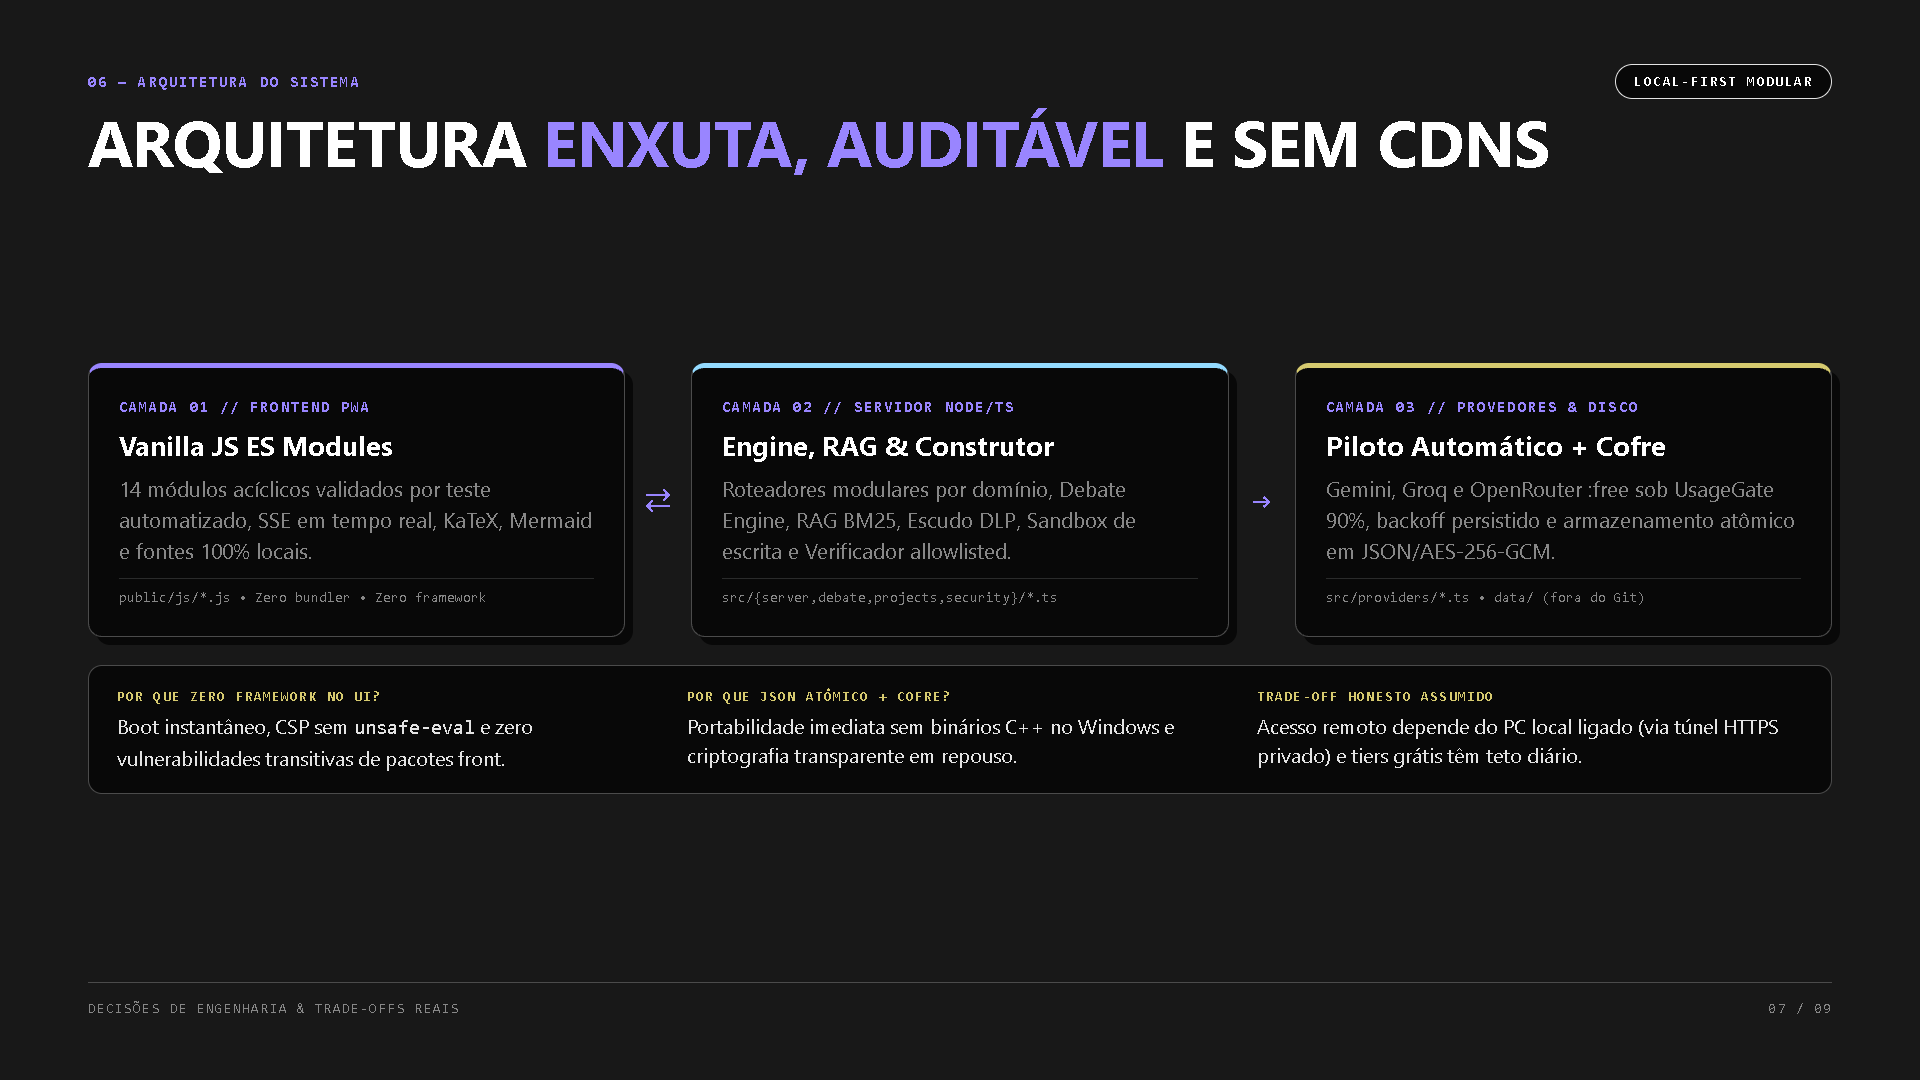 06 — ARQUITETURA DO SISTEMA
LOCAL-FIRST MODULAR
ARQUITETURA ENXUTA, AUDITÁVEL E SEM CDNS
CAMADA 01 // FRONTEND PWA
Vanilla JS ES Modules
14 módulos acíclicos validados por teste
automatizado, SSE em tempo real, KaTeX, Mermaid
e fontes 100% locais.
public/js/*.js • Zero bundler • Zero framework
⇄
CAMADA 02 // SERVIDOR NODE/TS
Engine, RAG & Construtor
Roteadores modulares por domínio, Debate
Engine, RAG BM25, Escudo DLP, Sandbox de
escrita e Verificador allowlisted.
src/{server,debate,projects,security}/*.ts
→
CAMADA 03 // PROVEDORES & DISCO
Piloto Automático + Cofre
Gemini, Groq e OpenRouter :free sob UsageGate
90%, backoff persistido e armazenamento atômico
em JSON/AES-256-GCM.
src/providers/*.ts • data/ (fora do Git)
POR QUE ZERO FRAMEWORK NO UI?
Boot instantâneo, CSP sem unsafe-eval e zero
vulnerabilidades transitivas de pacotes front.
POR QUE JSON ATÔMICO + COFRE?
Portabilidade imediata sem binários C++ no Windows e
criptografia transparente em repouso.
TRADE-OFF HONESTO ASSUMIDO
Acesso remoto depende do PC local ligado (via túnel HTTPS
privado) e tiers grátis têm teto diário.
DECISÕES DE ENGENHARIA & TRADE-OFFS REAIS
07 / 09